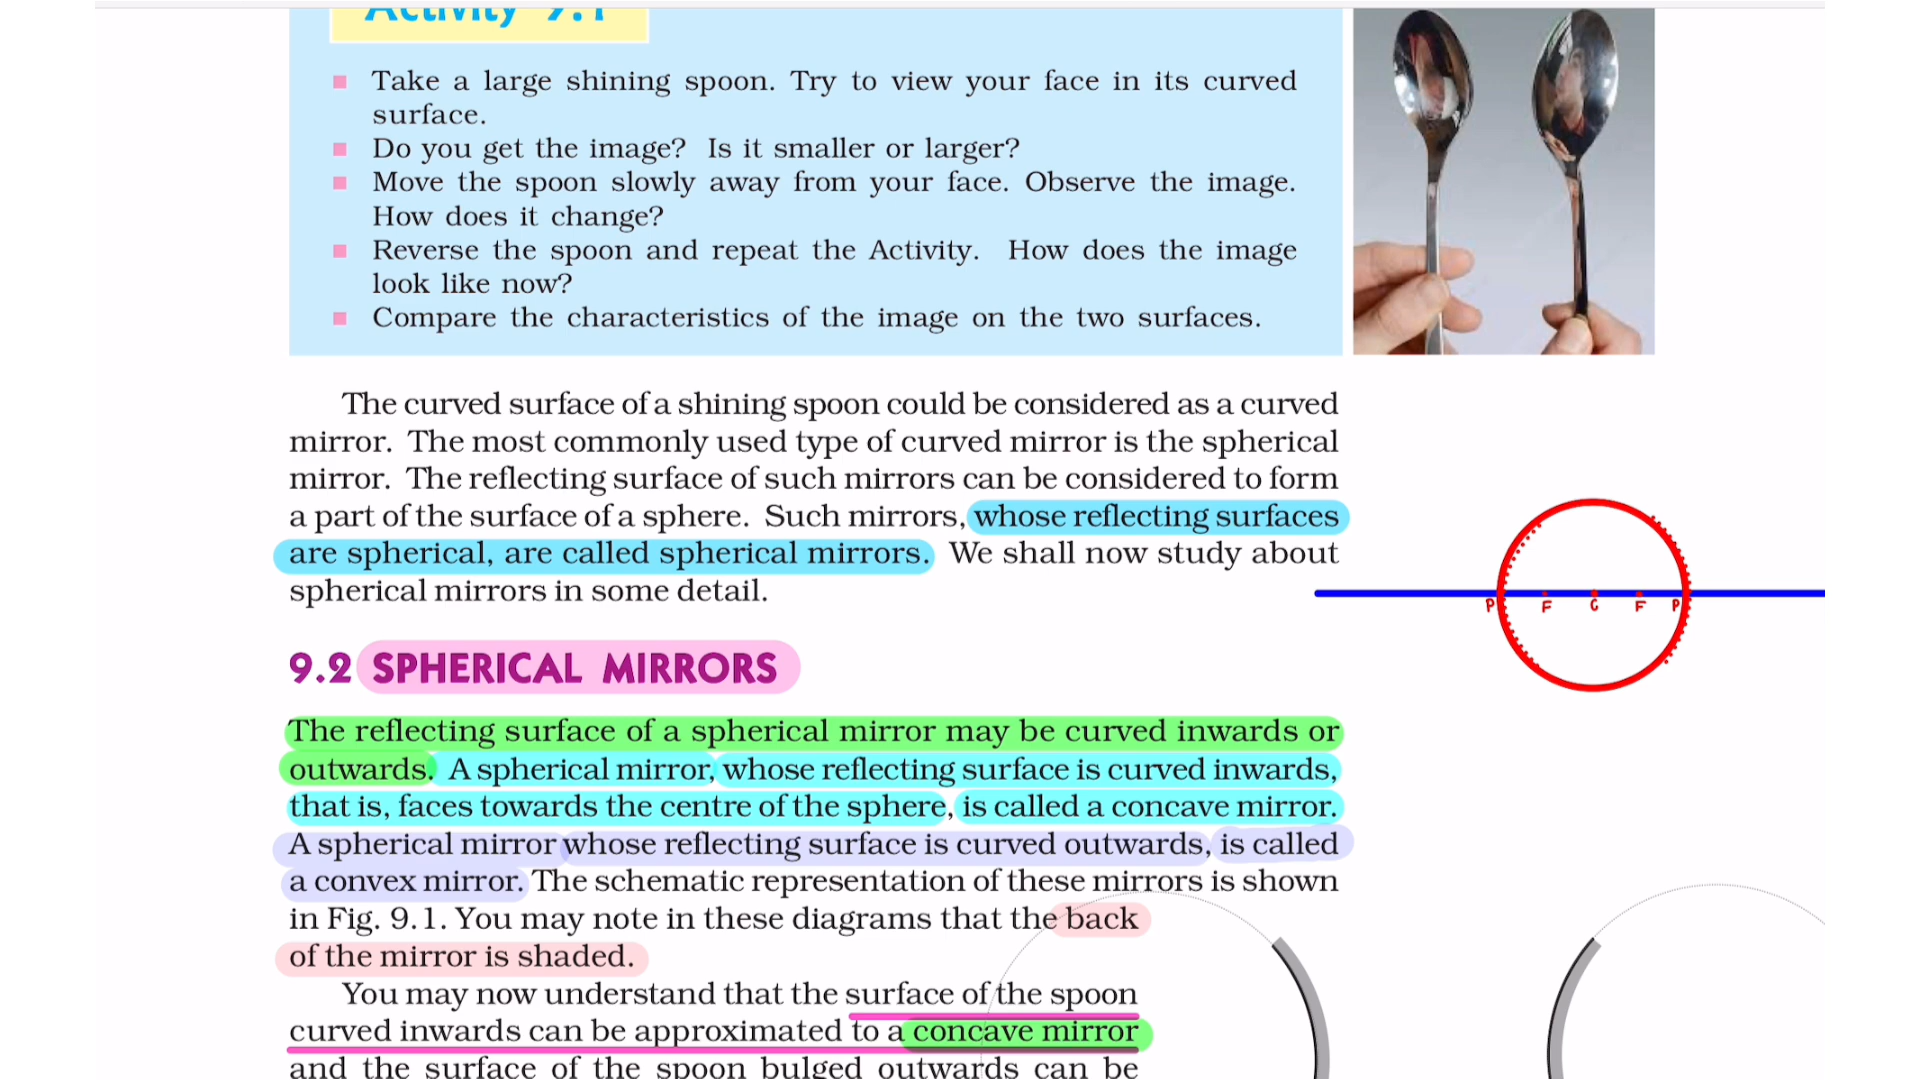 Activity 9.1
Take a large shining spoon. Try to view your face in its curved
surface.
Do you get the image? Is it smaller or larger?
Move the spoon slowly away from your face. Observe the image.
How does it change?
Reverse the spoon and repeat the Activity. How does the image
look like now?
Compare the characteristics of the image on the two surfaces.
The curved surface of a shining spoon could be considered as a curved
mirror. The most commonly used type of curved mirror is the spherical
mirror. The reflecting surface of such mirrors can be considered to form
a part of the surface of a sphere. Such mirrors, whose reflecting surfaces
are spherical, are called spherical mirrors. We shall now study about
spherical mirrors in some detail.
P F C F P
9.2 SPHERICAL MIRRORS
The reflecting surface of a spherical mirror may be curved inwards or
outwards. A spherical mirror, whose reflecting surface is curved inwards,
that is, faces towards the centre of the sphere, is called a concave mirror.
A spherical mirror whose reflecting surface is curved outwards, is called
a convex mirror. The schematic representation of these mirrors is shown
in Fig. 9.1. You may note in these diagrams that the back
of the mirror is shaded.
You may now understand that the surface of the spoon
curved inwards can be approximated to a concave mirror
and the surface of the spoon bulged outwards can be